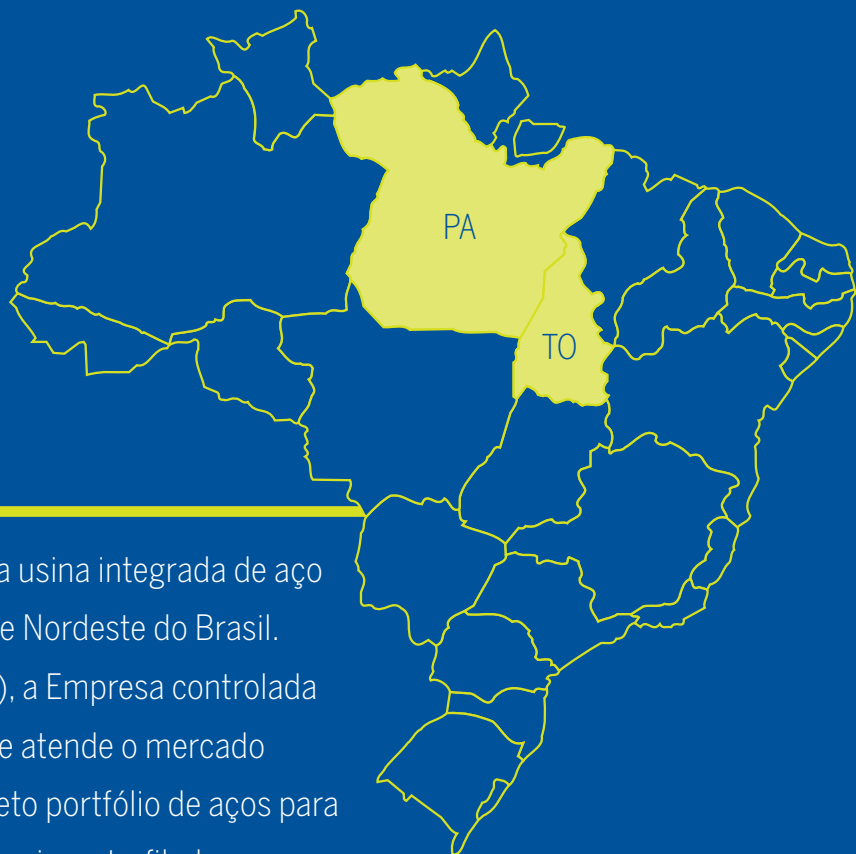 PA
TO
a usina integrada de aço
e Nordeste do Brasil.
), a Empresa controlada
e atende o mercado
eto portfólio de aços para